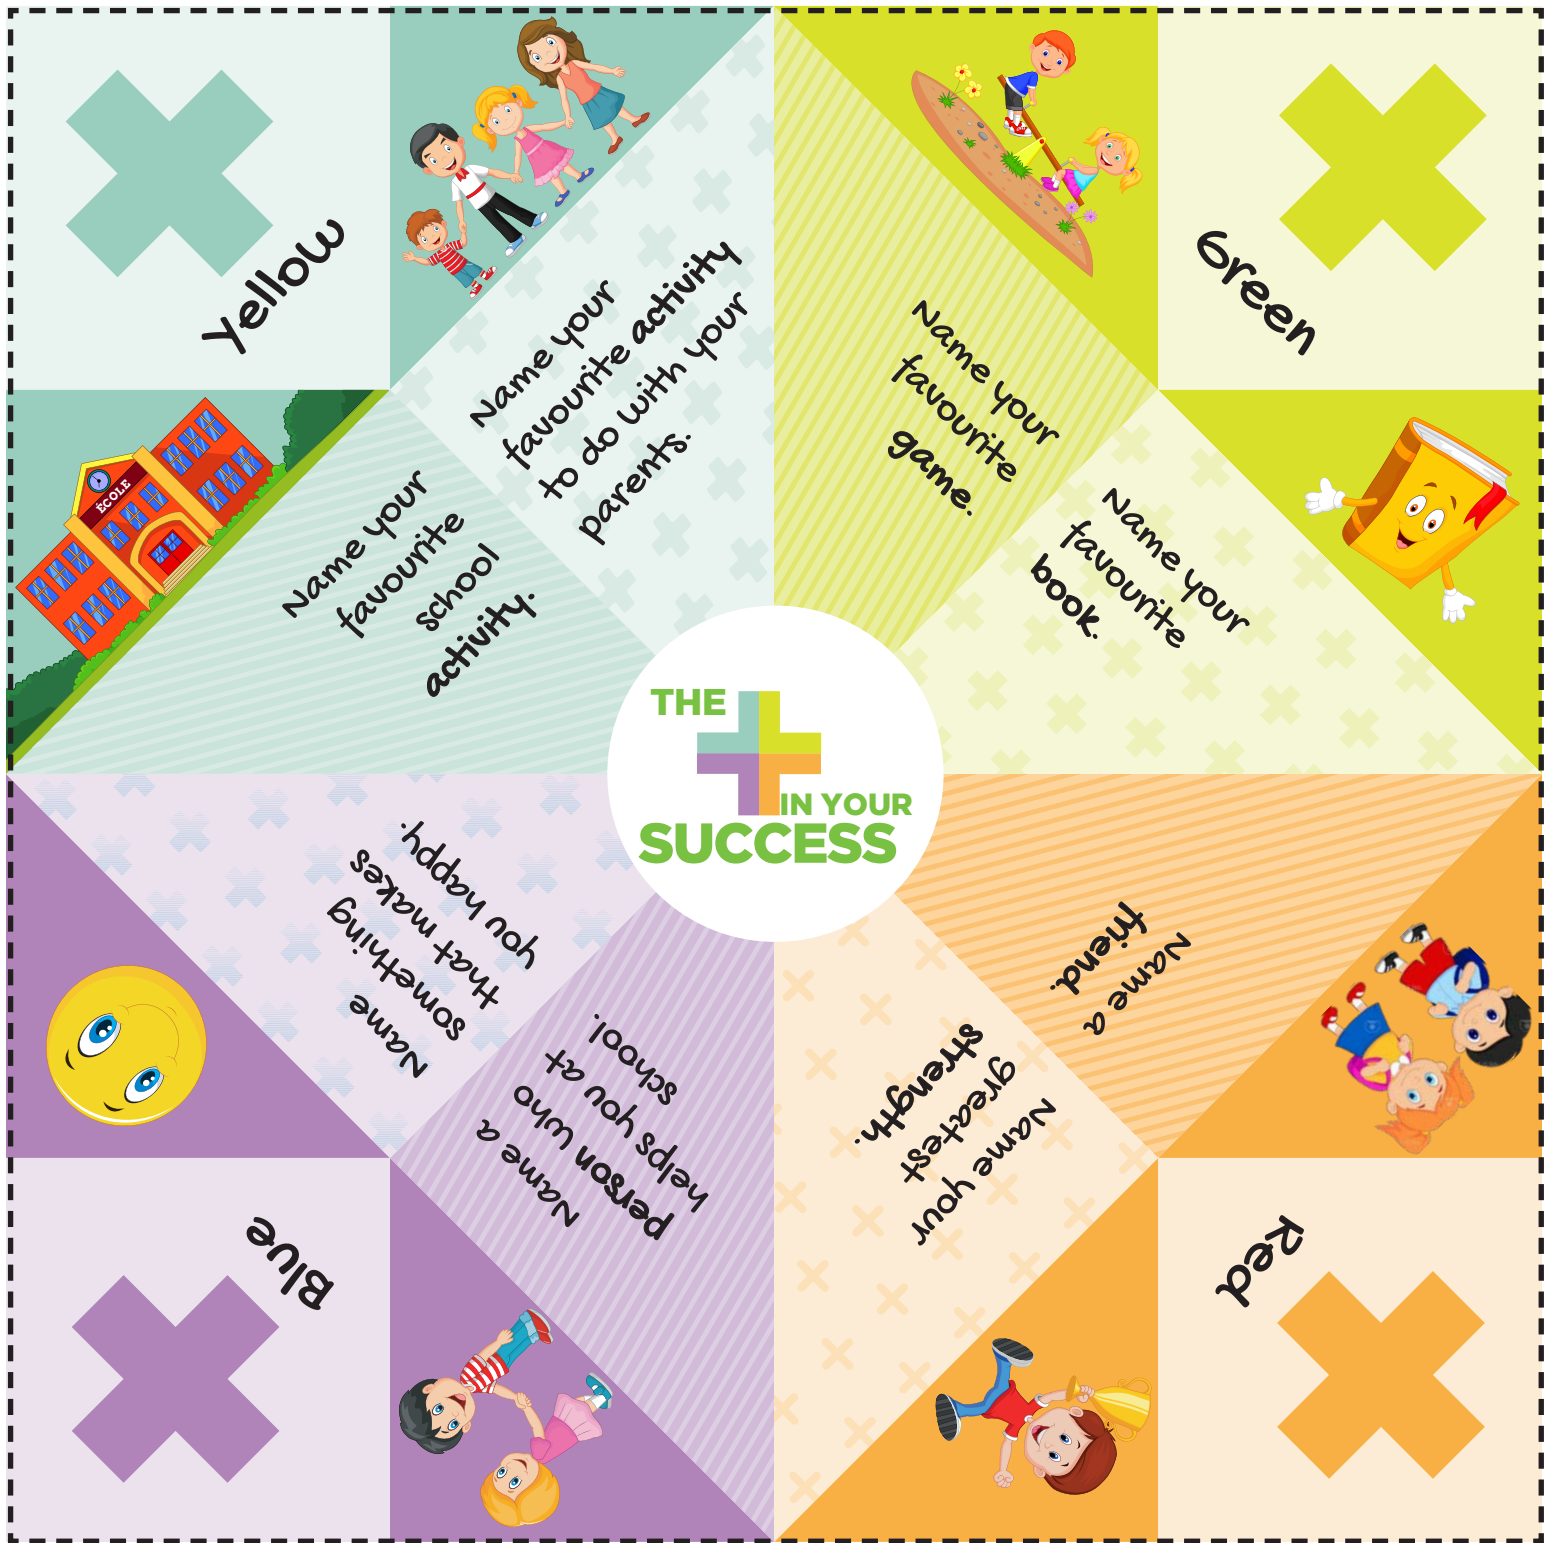 Yellow
Name your
favourite activity
to do with your
parents.
Name your
favourite
school
activity.
ÉCOLE
Green
Name your
favourite
game.
Name your
favourite
book.
THE
IN YOUR
SUCCESS
Name
something
that makes
you happy.
Name a
person who
helps you at
school.
Blue
Name a
friend.
Name your
greatest
strength.
Red